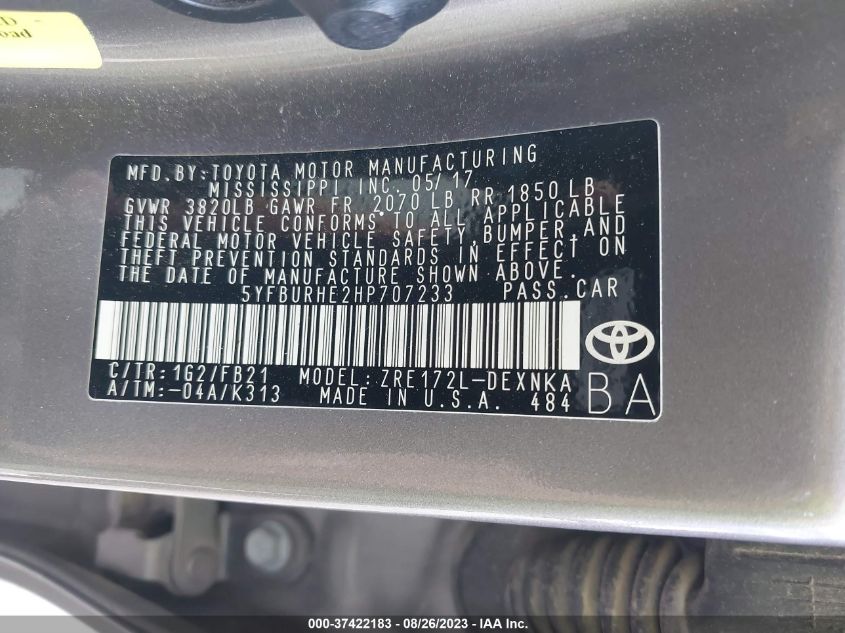 MFD. BY: TOYOTA MOTOR MANUFACTURING
MISSISSIPPI INC. 05/17
GVWR 3820LB GAWR FR 2070 LB RR 1850 LB
THIS VEHICLE CONFORMS TO ALL APPLICABLE
FEDERAL MOTOR VEHICLE SAFETY, BUMPER, AND
THEFT PREVENTION STANDARDS IN EFFECT ON
THE DATE OF MANUFACTURE SHOWN ABOVE.
5YFBURHE2HP707233 PASS. CAR
C/TR: 1G2/FB21 MODEL: ZRE172L-DEXNKA
A/TM: -04A/K313 MADE IN U.S.A. 484 BA
000-37422183 - 08/26/2023 - IAA Inc.